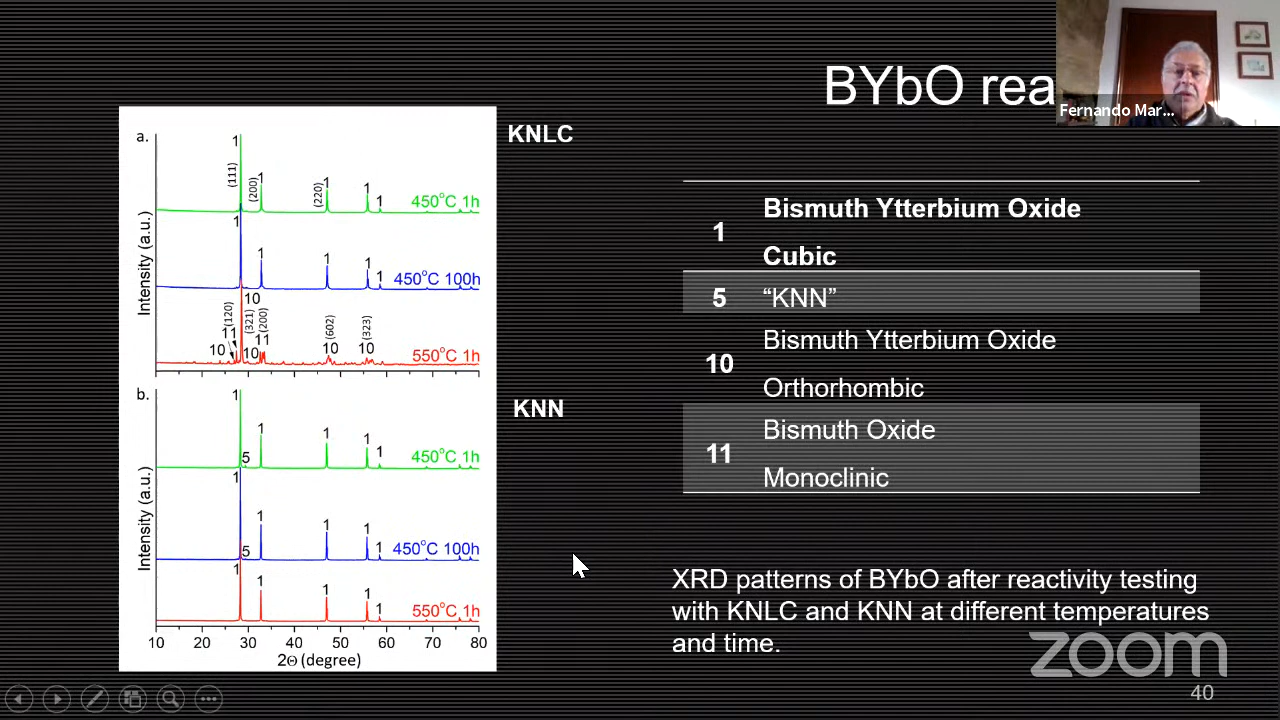 BYbO rea
Fernando Mar...
KNLC
a.
1
(111)
(200)
1
(220)
1
1
1
450°C 1h
1
1
1
1
1
450°C 100h
Intensity (a.u.)
10
(120)
(321)
(200)
11
11
(602)
(323)
10
10
10
10
550°C 1h
KNN
b.
1
1
1
1
1
5
450°C 1h
1
1
1
1
1
5
450°C 100h
Intensity (a.u.)
1
1
1
1
1
550°C 1h
10 20 30 40 50 60 70 80
2Θ (degree)
1 Bismuth Ytterbium Oxide
Cubic
5 “KNN”
10 Bismuth Ytterbium Oxide
Orthorhombic
11 Bismuth Oxide
Monoclinic
XRD patterns of BYbO after reactivity testing
with KNLC and KNN at different temperatures
and time.
zoom
40